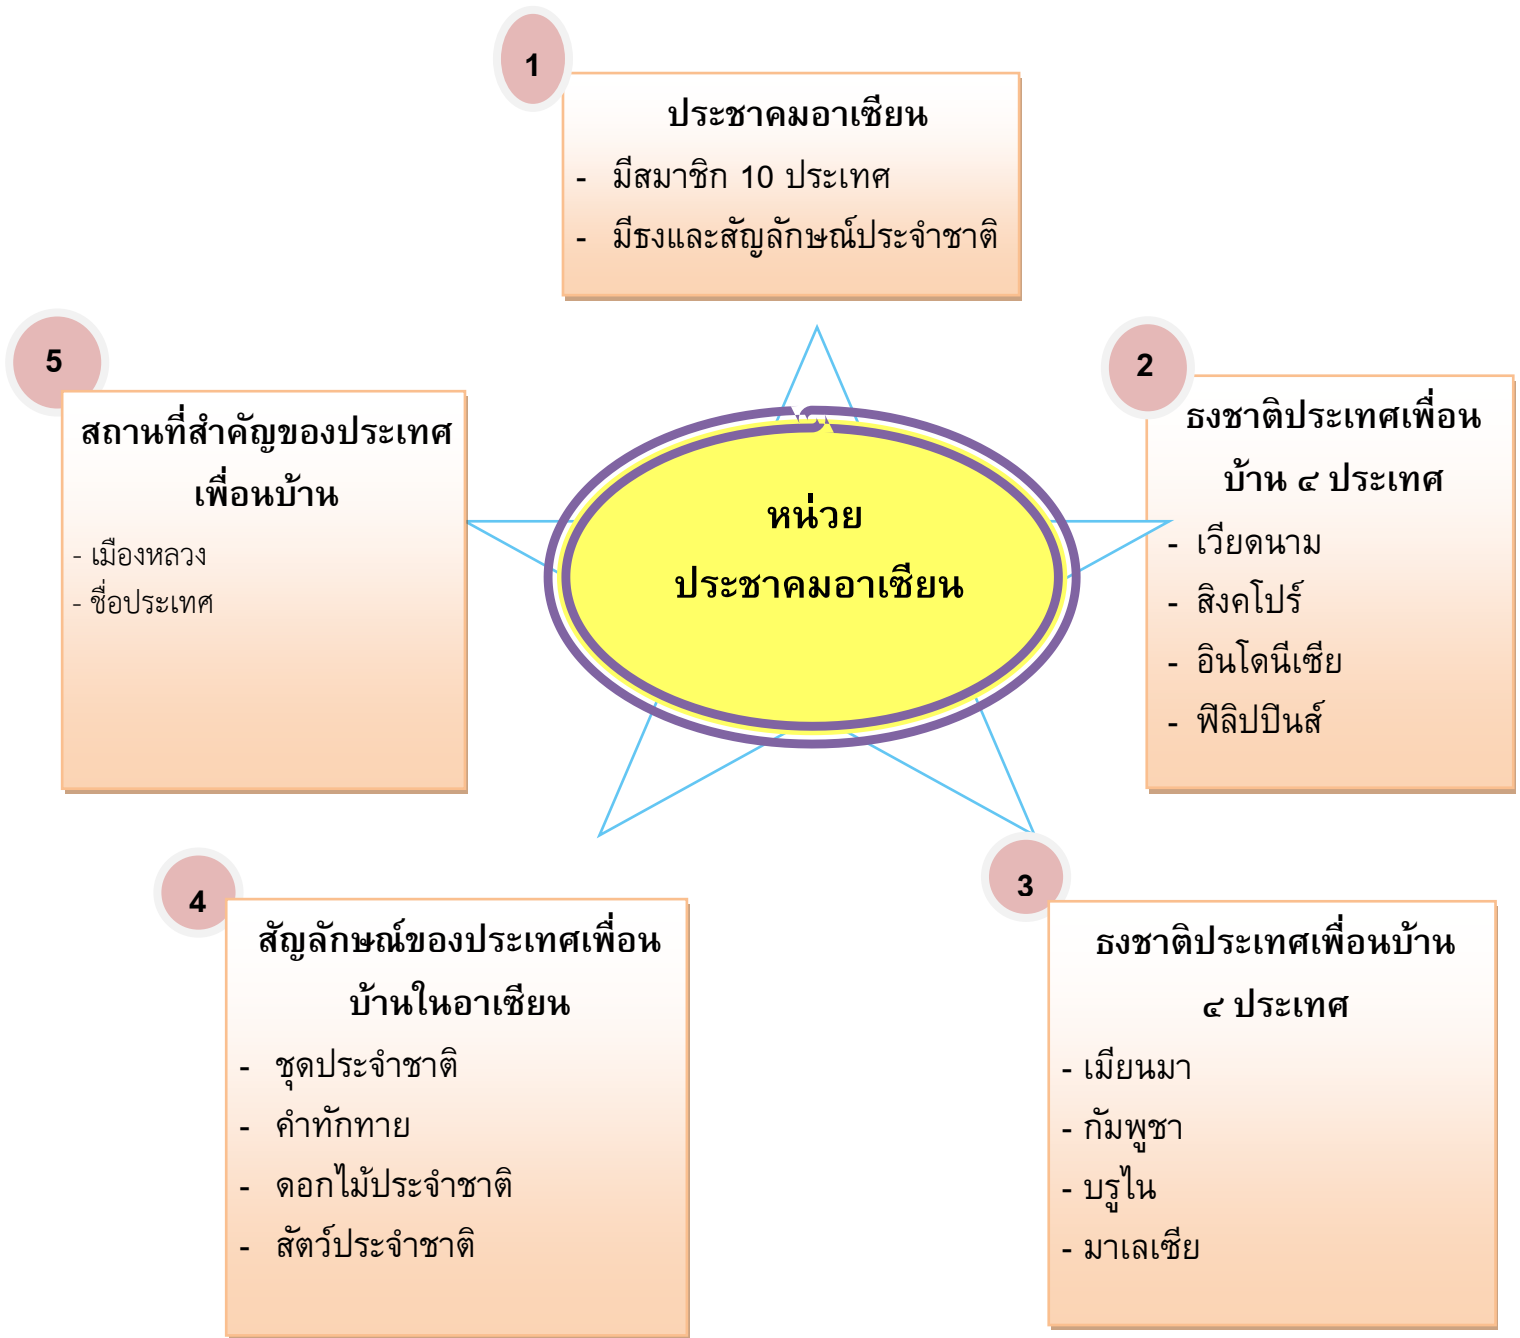 1
ประชาคมอาเซียน
- มีสมาชิก 10 ประเทศ
- มีธงและสัญลักษณ์ประจำชาติ
5
สถานที่สำคัญของประเทศ
เพื่อนบ้าน
- เมืองหลวง
- ชื่อประเทศ
หน่วย
ประชาคมอาเซียน
2
ธงชาติประเทศเพื่อน
บ้าน ๔ ประเทศ
- เวียดนาม
- สิงคโปร์
- อินโดนีเซีย
- ฟิลิปปินส์
4
สัญลักษณ์ของประเทศเพื่อน
บ้านในอาเซียน
- ชุดประจำชาติ
- คำทักทาย
- ดอกไม้ประจำชาติ
- สัตว์ประจำชาติ
3
ธงชาติประเทศเพื่อนบ้าน
๔ ประเทศ
- เมียนมา
- กัมพูชา
- บรูไน
- มาเลเซีย